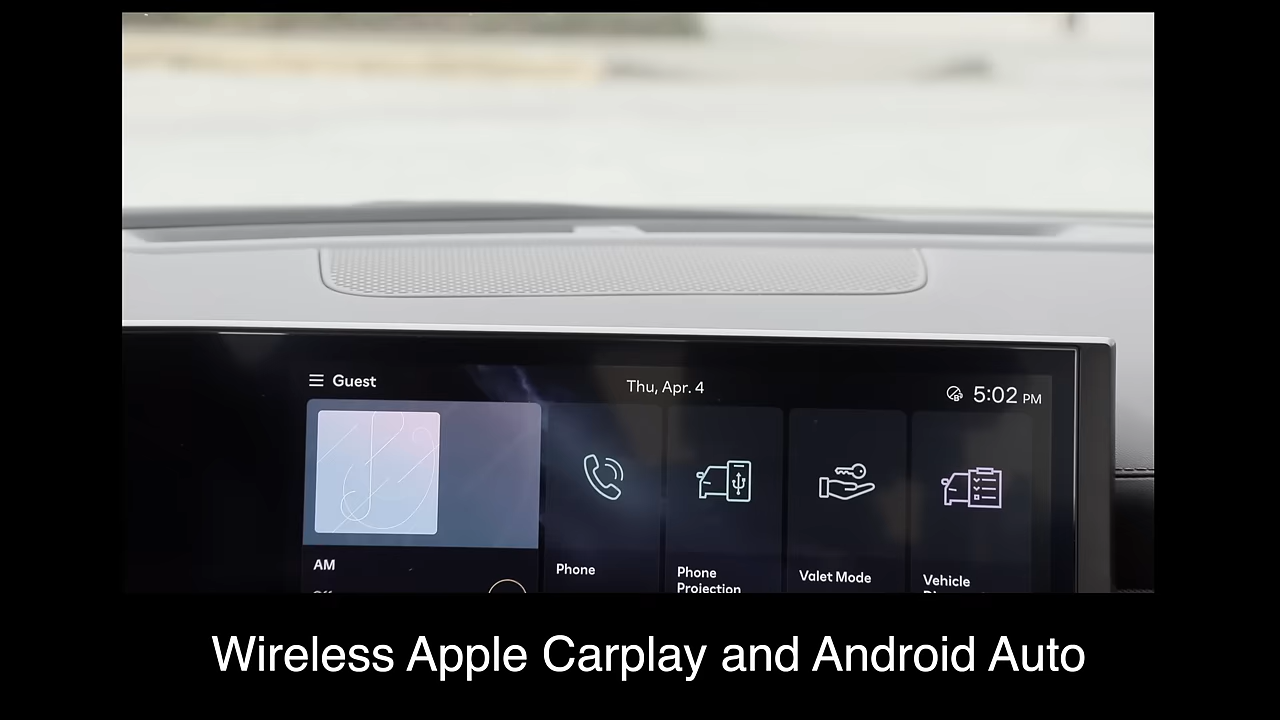 Guest
Thu, Apr. 4
5:02 PM
AM
Phone
Phone
Projection
Valet Mode
Vehicle
Wireless Apple Carplay and Android Auto